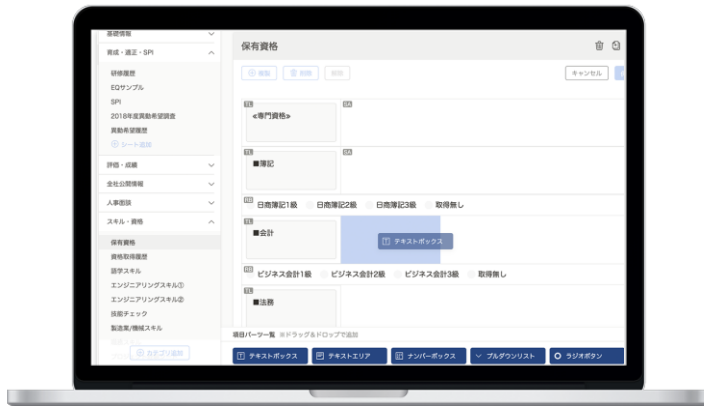 基礎情報
育成・適正・SPI
研修履歴
EQサンプル
SPI
2018年度異動希望調査
異動希望履歴
シート追加
評価・成績
全社公開情報
人事面談
スキル・資格
保有資格
資格取得履歴
語学スキル
エンジニアリングスキル①
エンジニアリングスキル②
技能チェック
製造業/機械スキル
カテゴリ追加
保有資格
複製 削除 解除
キャンセル
≪専門資格≫
■簿記
日商簿記1級 日商簿記2級 日商簿記3級 取得無し
■会計
テキストボックス
ビジネス会計1級 ビジネス会計2級 ビジネス会計3級 取得無し
■法務
項目パーツ一覧 ※ドラッグ&ドロップで追加
テキストボックス テキストエリア ナンバーボックス プルダウンリスト ラジオボタン